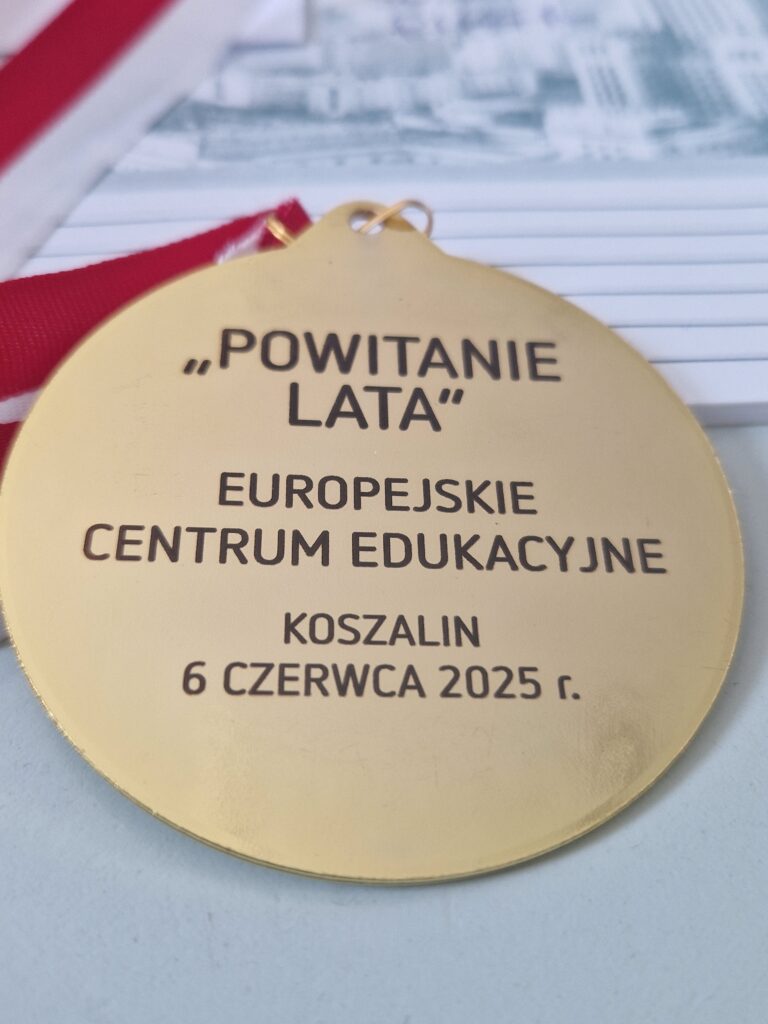 „POWITANIE
LATA“
EUROPEJSKIE
CENTRUM EDUKACYJNE
KOSZALIN
6 CZERWCA 2025 r.